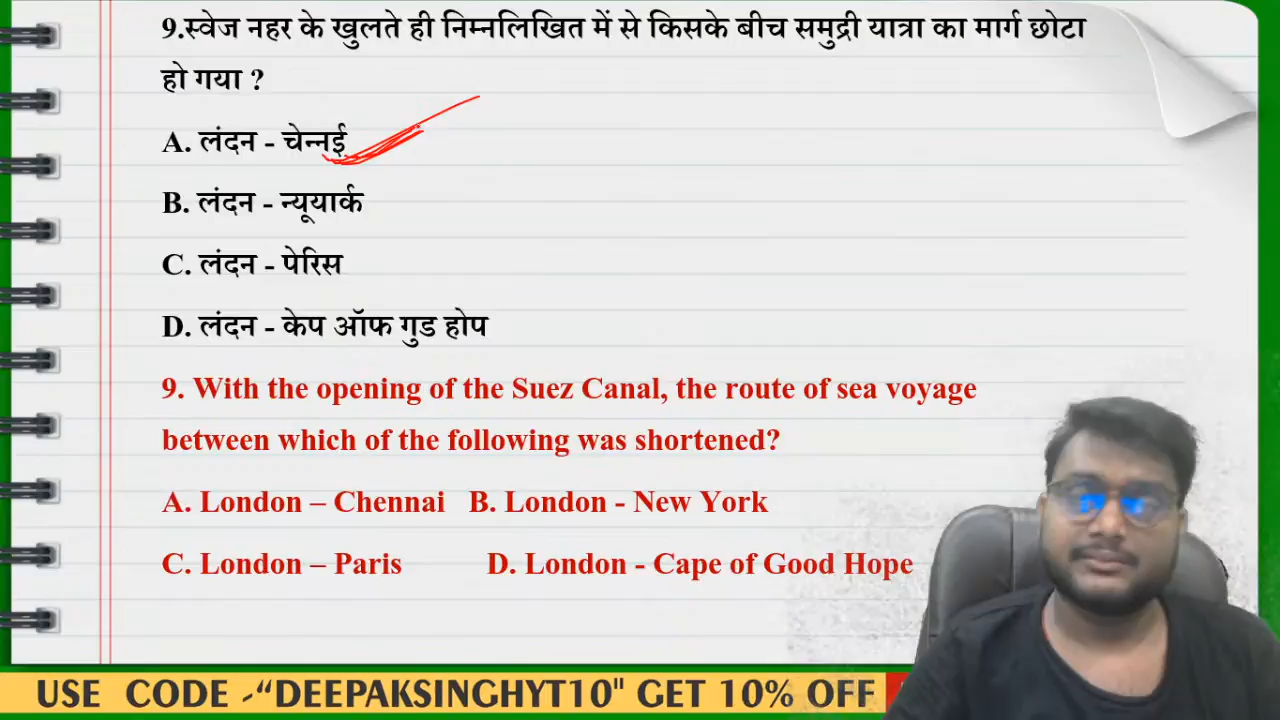 9.स्वेज नहर के खुलते ही निम्नलिखित में से किसके बीच समुद्री यात्रा का मार्ग छोटा
हो गया ?
A. लंदन - चेन्नई
B. लंदन - न्यूयार्क
C. लंदन - पेरिस
D. लंदन - केप ऑफ गुड होप
9. With the opening of the Suez Canal, the route of sea voyage
between which of the following was shortened?
A. London – Chennai B. London - New York
C. London – Paris D. London - Cape of Good Hope
USE CODE -“DEEPAKSINGHYT10" GET 10% OFF